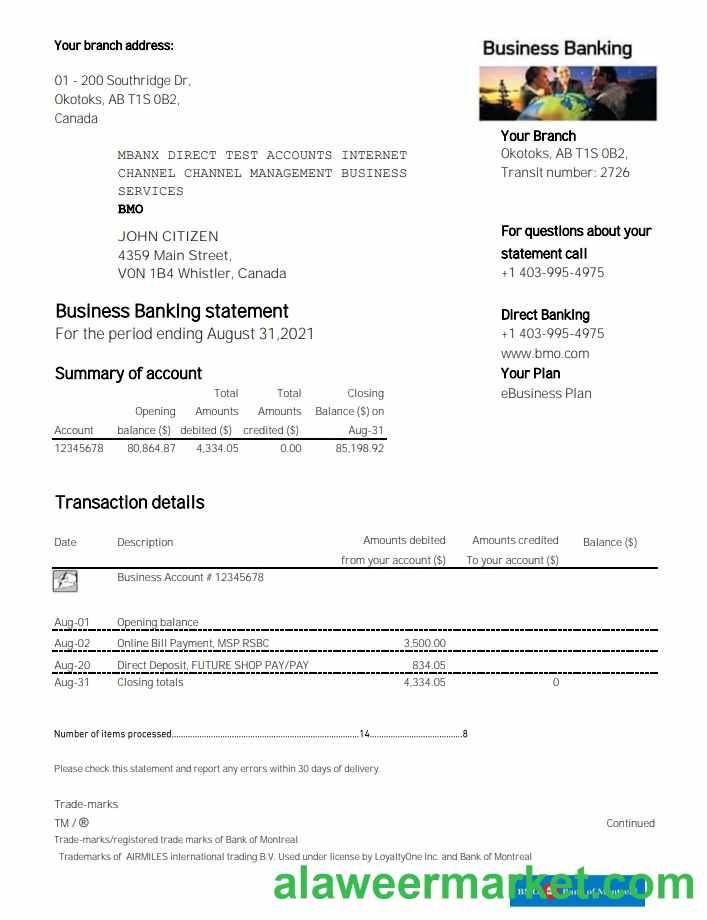 Your branch address:
Business Banking
01 - 200 Southridge Dr,
Okotoks, AB T1S 0B2,
Canada
Your Branch
Okotoks, AB T1S 0B2,
Transit number: 2726
MBANX DIRECT TEST ACCOUNTS INTERNET
CHANNEL CHANNEL MANAGEMENT BUSINESS
SERVICES
BMO
JOHN CITIZEN
4359 Main Street,
V0N 1B4 Whistler, Canada
For questions about your
statement call
+1 403-995-4975
Business Banking statement
For the period ending August 31,2021
Direct Banking
+1 403-995-4975
www.bmo.com
Your Plan
eBusiness Plan
Summary of account
Total Total Closing
Opening Amounts Amounts Balance ($) on
Account balance ($) debited ($) credited ($) Aug-31
12345678 80,864.87 4,334.05 0.00 85,198.92
Transaction details
Date Description Amounts debited Amounts credited Balance ($)
from your account ($) To your account ($)
Business Account # 12345678
Aug-01 Opening balance
Aug-02 Online Bill Payment, MSP RSBC 3,500.00
Aug-20 Direct Deposit, FUTURE SHOP PAY/PAY 834.05
Aug-31 Closing totals 4,334.05 0
Number of items processed...............................................................................14.......................................8
Please check this statement and report any errors within 30 days of delivery.
Trade-marks
TM / ®
Continued
Trade-marks/registered trade marks of Bank of Montreal
Trademarks of AIRMILES international trading B.V. Used under license by LoyaltyOne Inc. and Bank of Montreal
alaweermarket.com